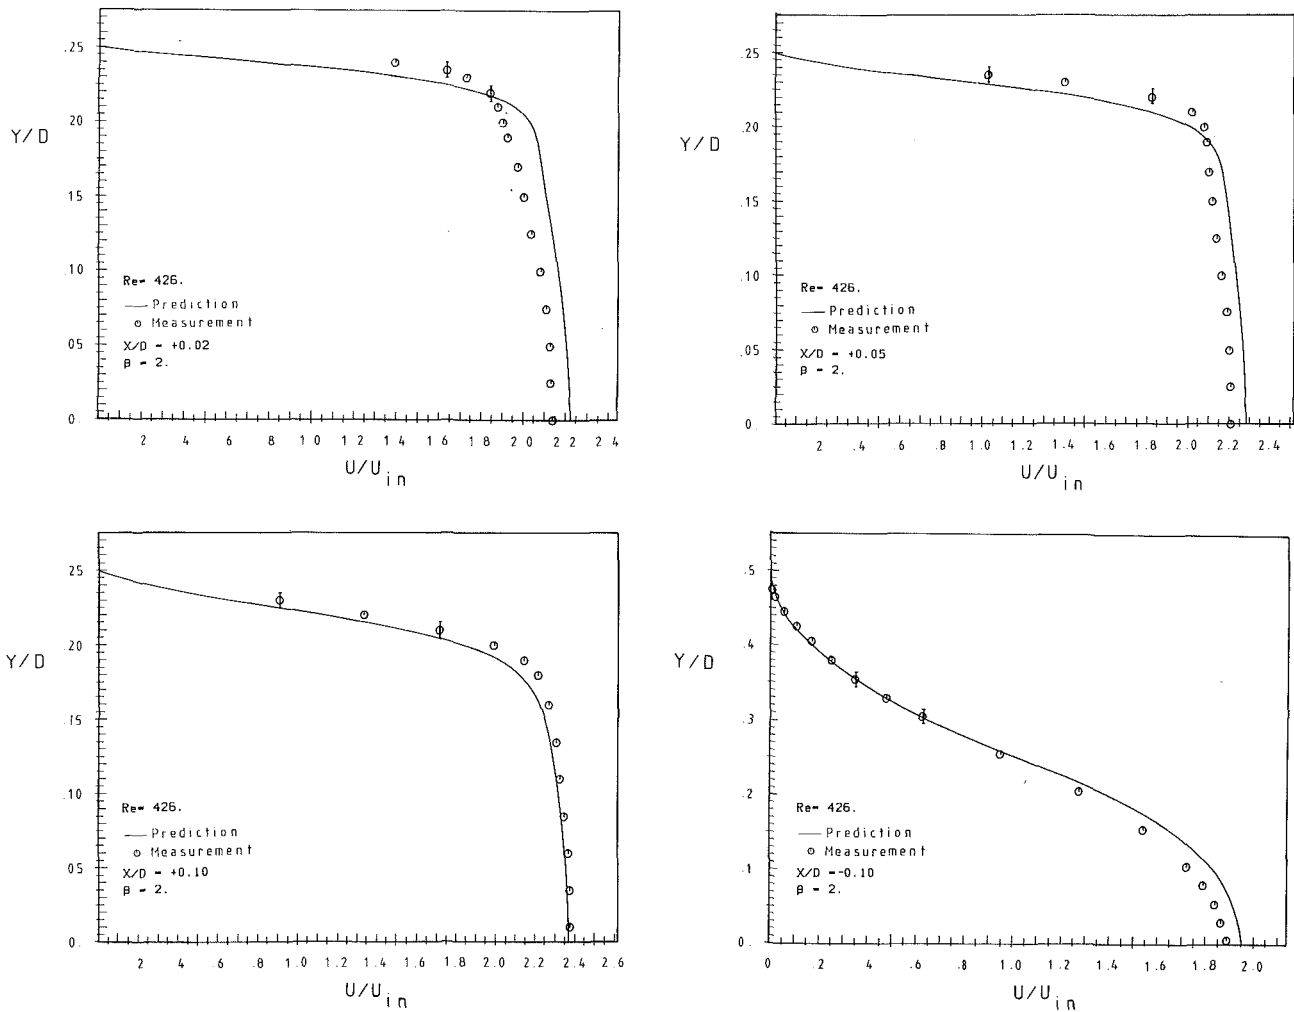 .25
.20
Y/D
.15
.10
.05
0.
Re= 426.
Prediction
Measurement
X/D = +0.02
β = 2.
2 4 6 8 1.0 1.2 1.4 1.6 1.8 2.0 2.2 2.4
U/U in
.25
.20
Y/D
.15
.10
.05
0.
Re= 426.
Prediction
Measurement
X/D = +0.05
β = 2.
.2 .4 .6 .8 1.0 1.2 1.4 1.6 1.8 2.0 2.2 2.4
U/U in
.25
.20
Y/D
.15
.10
.05
0.
Re= 426.
Prediction
Measurement
X/D = +0.10
β = 2.
2 .4 .6 .8 1.0 1.2 1.4 1.6 1.8 2.0 2.2 2.4 2.6
U/U in
.5
Y/D
.4
.3
.2
.1
0.
Re= 426.
Prediction
Measurement
X/D =-0.10
β = 2.
0 .2 .4 .6 .8 1.0 1.2 1.4 1.6 1.8 2.0
U/U in